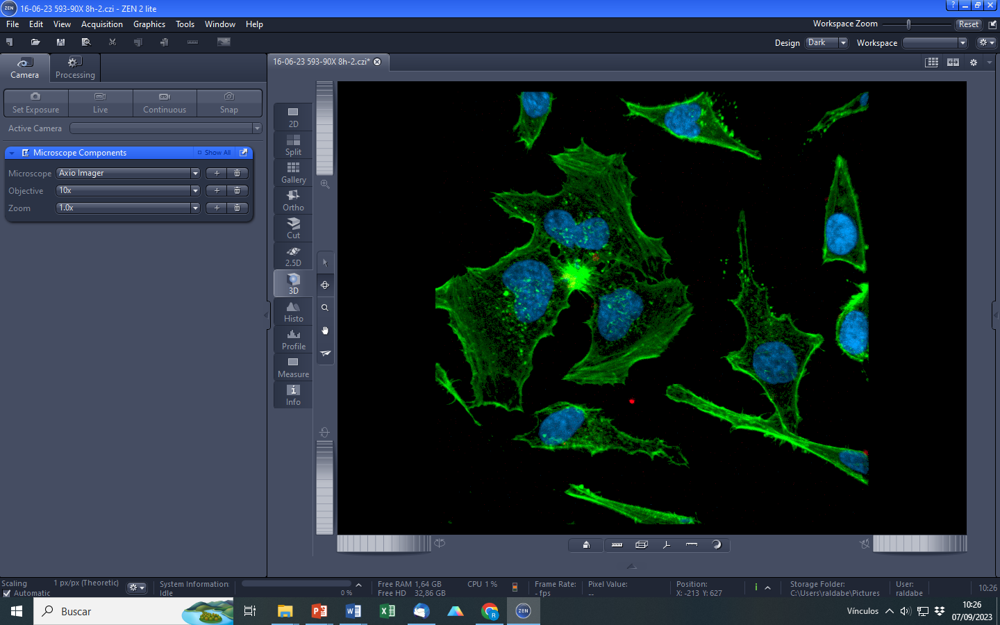 ZEN 16-06-23 593-90X 8h-2.czi - ZEN 2 lite
File Edit View Acquisition Graphics Tools Window Help
Workspace Zoom Reset
Design Dark Workspace
Camera Processing
16-06-23 593-90X 8h-2.czi*
Set Exposure Live Continuous Snap
Active Camera
Microscope Components Show All
Microscope Axio Imager
Objective 10x
Zoom 1.0x
2D
Split
Gallery
Ortho
Cut
2.5D
3D
Histo
Profile
Measure
Info
Scaling 1 px/px (Theoretic)
Automatic
System Information:
Idle
0 %
Free RAM 1,64 GB
Free HD 32,86 GB
CPU 1 %
Frame Rate:
- fps
Pixel Value:
--
Position:
X: -213 Y: 627
Storage Folder:
C:\Users\raldabe\Pictures
User:
raldabe
10:26
Buscar
ZEN
Vínculos
10:26
07/09/2023